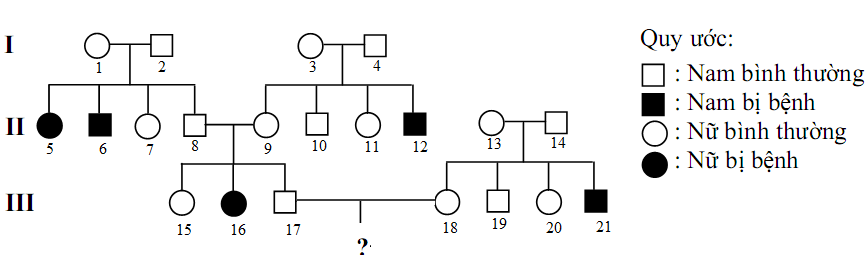 I
1 2 3 4
Quy ước:
: Nam bình thường
: Nam bị bệnh
: Nữ bình thường
: Nữ bị bệnh
II
5 6 7 8 9 10 11 12 13 14
III
15 16 17 18 19 20 21
?